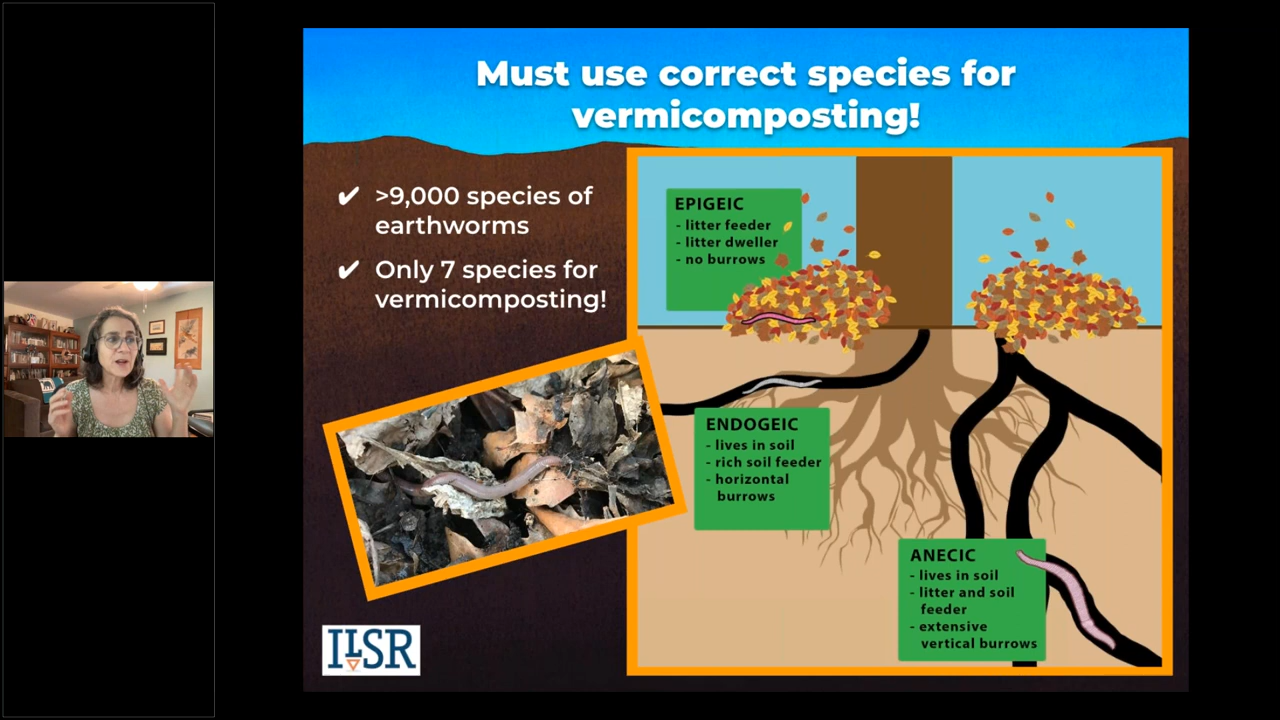 Must use correct species for
vermicomposting!
✔ >9,000 species of
earthworms
✔ Only 7 species for
vermicomposting!
EPIGEIC
- litter feeder
- litter dweller
- no burrows
ENDOGEIC
- lives in soil
- rich soil feeder
- horizontal
burrows
ANECIC
- lives in soil
- litter and soil
feeder
- extensive
vertical burrows
ILSR